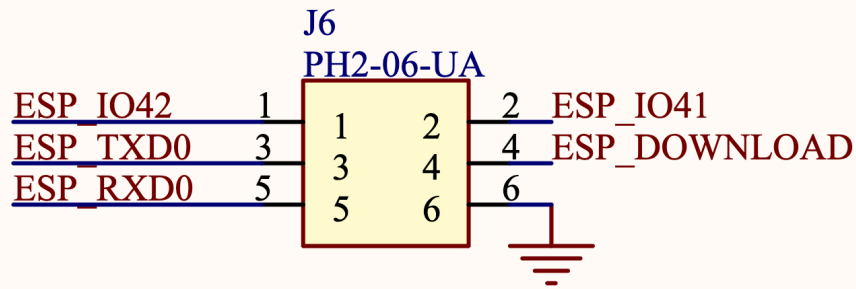 J6
PH2-06-UA
ESP_IO42 1 1 2 2 ESP_IO41
ESP_TXD0 3 3 4 4 ESP_DOWNLOAD
ESP_RXD0 5 5 6 6